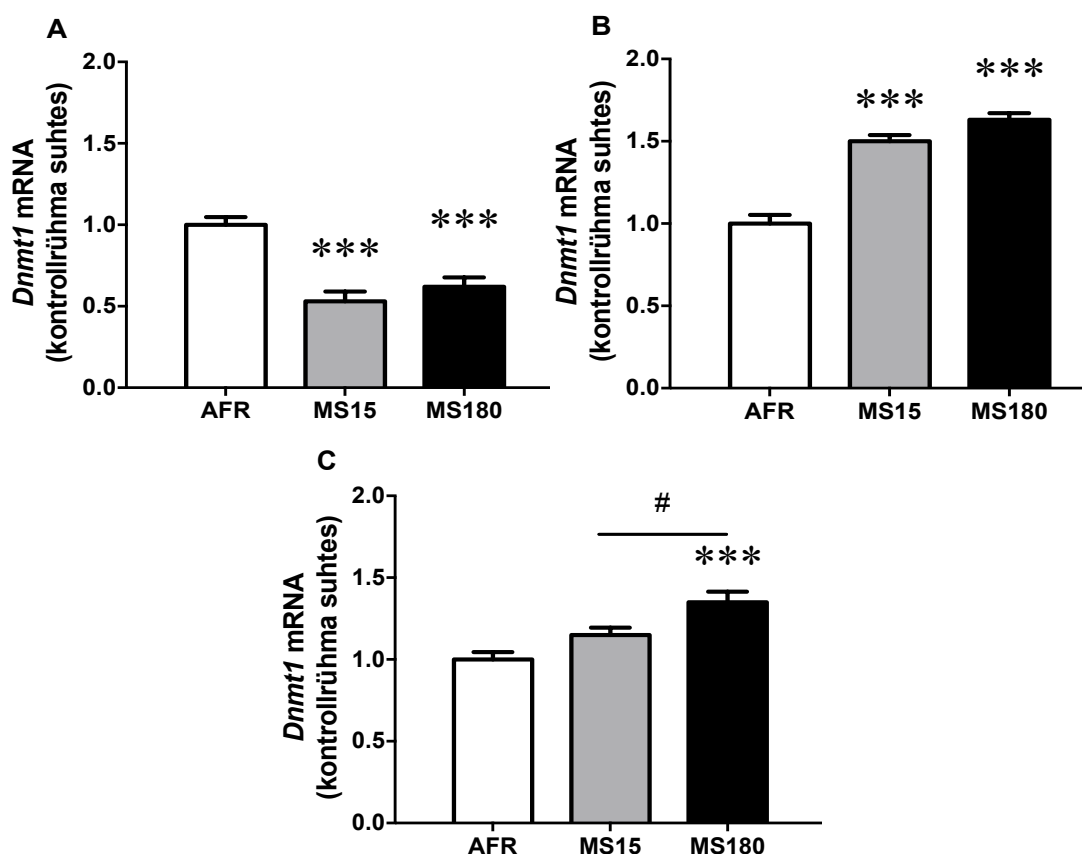 A
Dnmt1 mRNA
(kontrollrühma suhtes)
2.0
1.5
1.0
0.5
0.0
***
***
AFR MS15 MS180
B
Dnmt1 mRNA
(kontrollrühma suhtes)
2.0
1.5
1.0
0.5
0.0
***
***
AFR MS15 MS180
C
Dnmt1 mRNA
(kontrollrühma suhtes)
2.0
1.5
1.0
0.5
0.0
#
***
AFR MS15 MS180